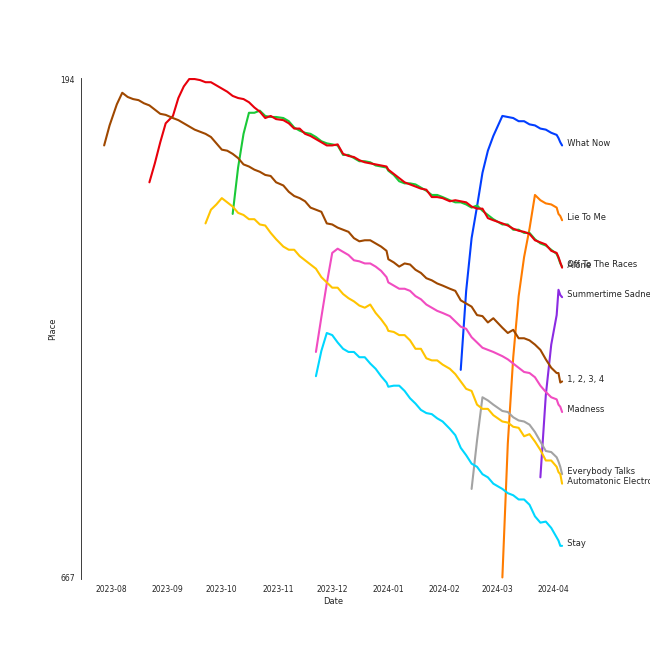 194
What Now
Lie To Me
Off To The Races
Summertime Sadne
Place
1, 2, 3, 4
Madness
Everybody Talks
Automatonic Electro
Stay
667
2023-08 2023-09 2023-10 2023-11 2023-12 2024-01 2024-02 2024-03 2024-04
Date